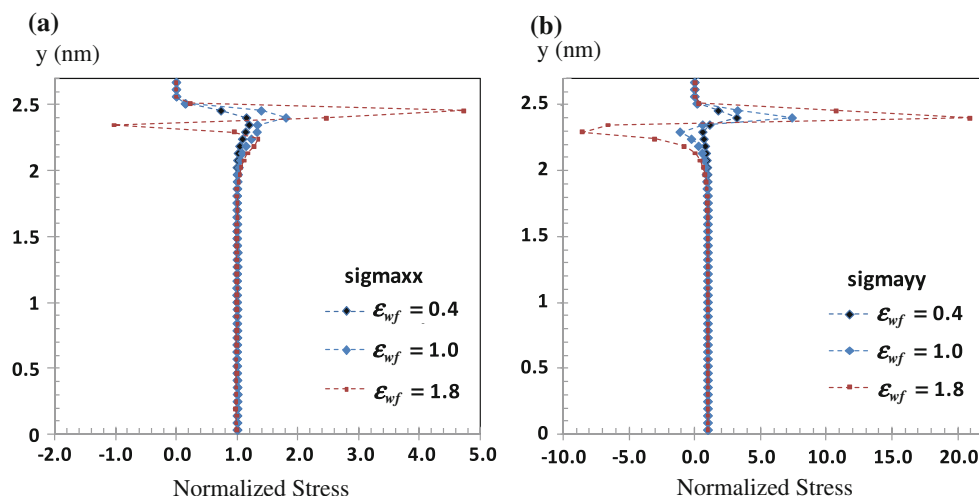 (a)
y (nm)
2.5
2
1.5
1
0.5
0
-2.0 -1.0 0.0 1.0 2.0 3.0 4.0 5.0
Normalized Stress
sigmaxx
ε_wf = 0.4
ε_wf = 1.0
ε_wf = 1.8
(b)
y (nm)
2.5
2
1.5
1
0.5
0
-10.0 -5.0 0.0 5.0 10.0 15.0 20.0
Normalized Stress
sigmayy
ε_wf = 0.4
ε_wf = 1.0
ε_wf = 1.8